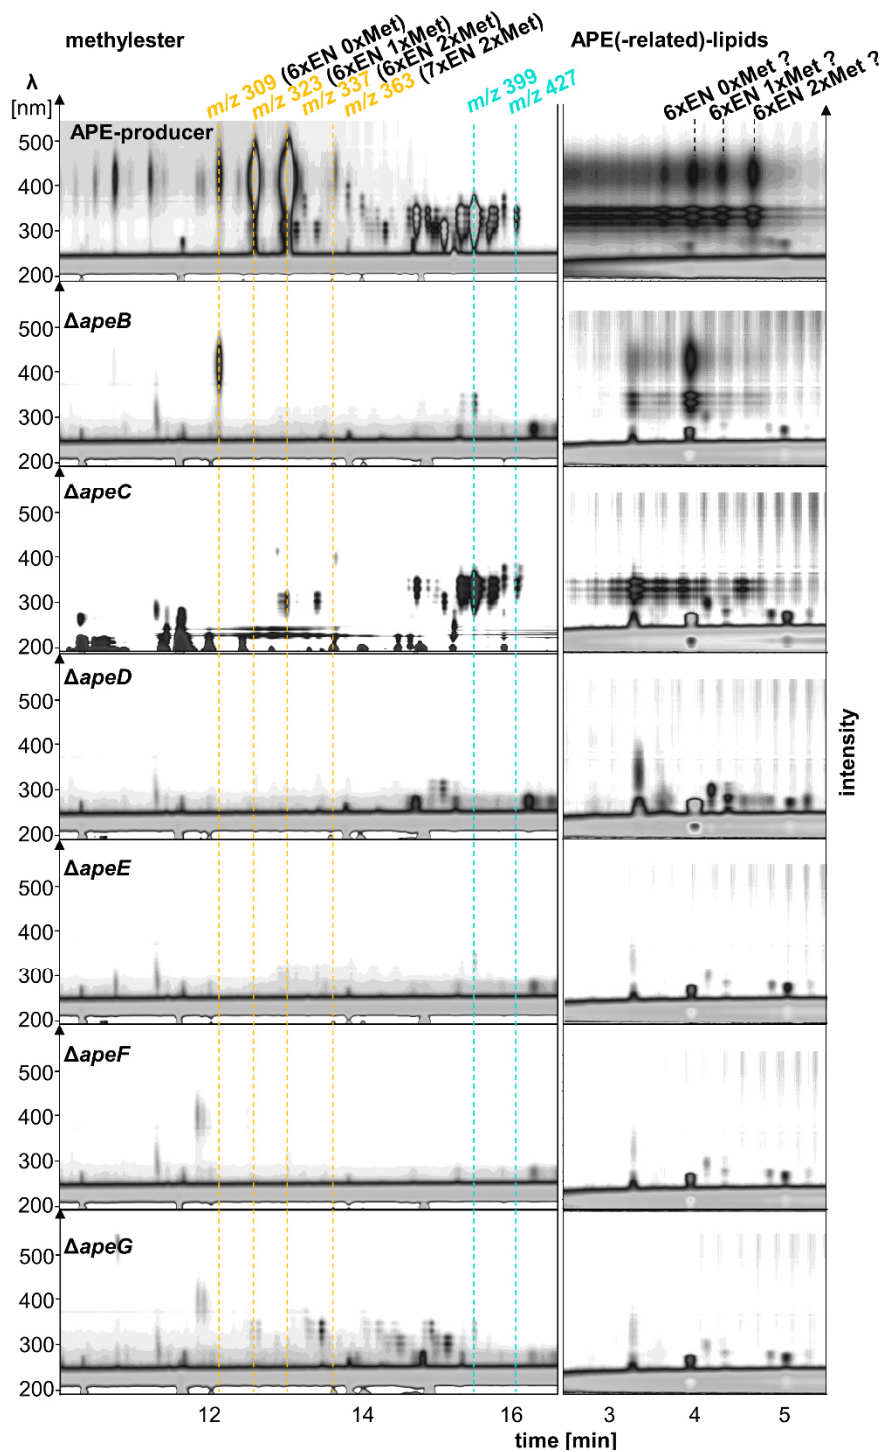 methylester
APE(-related)-lipids
λ
[nm]
m/z 309 (6xEN 0xMet)
m/z 323 (6xEN 1xMet)
m/z 337 (6xEN 2xMet)
m/z 363 (7xEN 2xMet)
m/z 399
m/z 427
6xEN 0xMet ?
6xEN 1xMet ?
6xEN 2xMet ?
APE-producer
500
400
300
200
ΔapeB
500
400
300
200
ΔapeC
500
400
300
200
ΔapeD
500
400
300
200
intensity
ΔapeE
500
400
300
200
ΔapeF
500
400
300
200
ΔapeG
500
400
300
200
12 14 16 3 4 5
time [min]